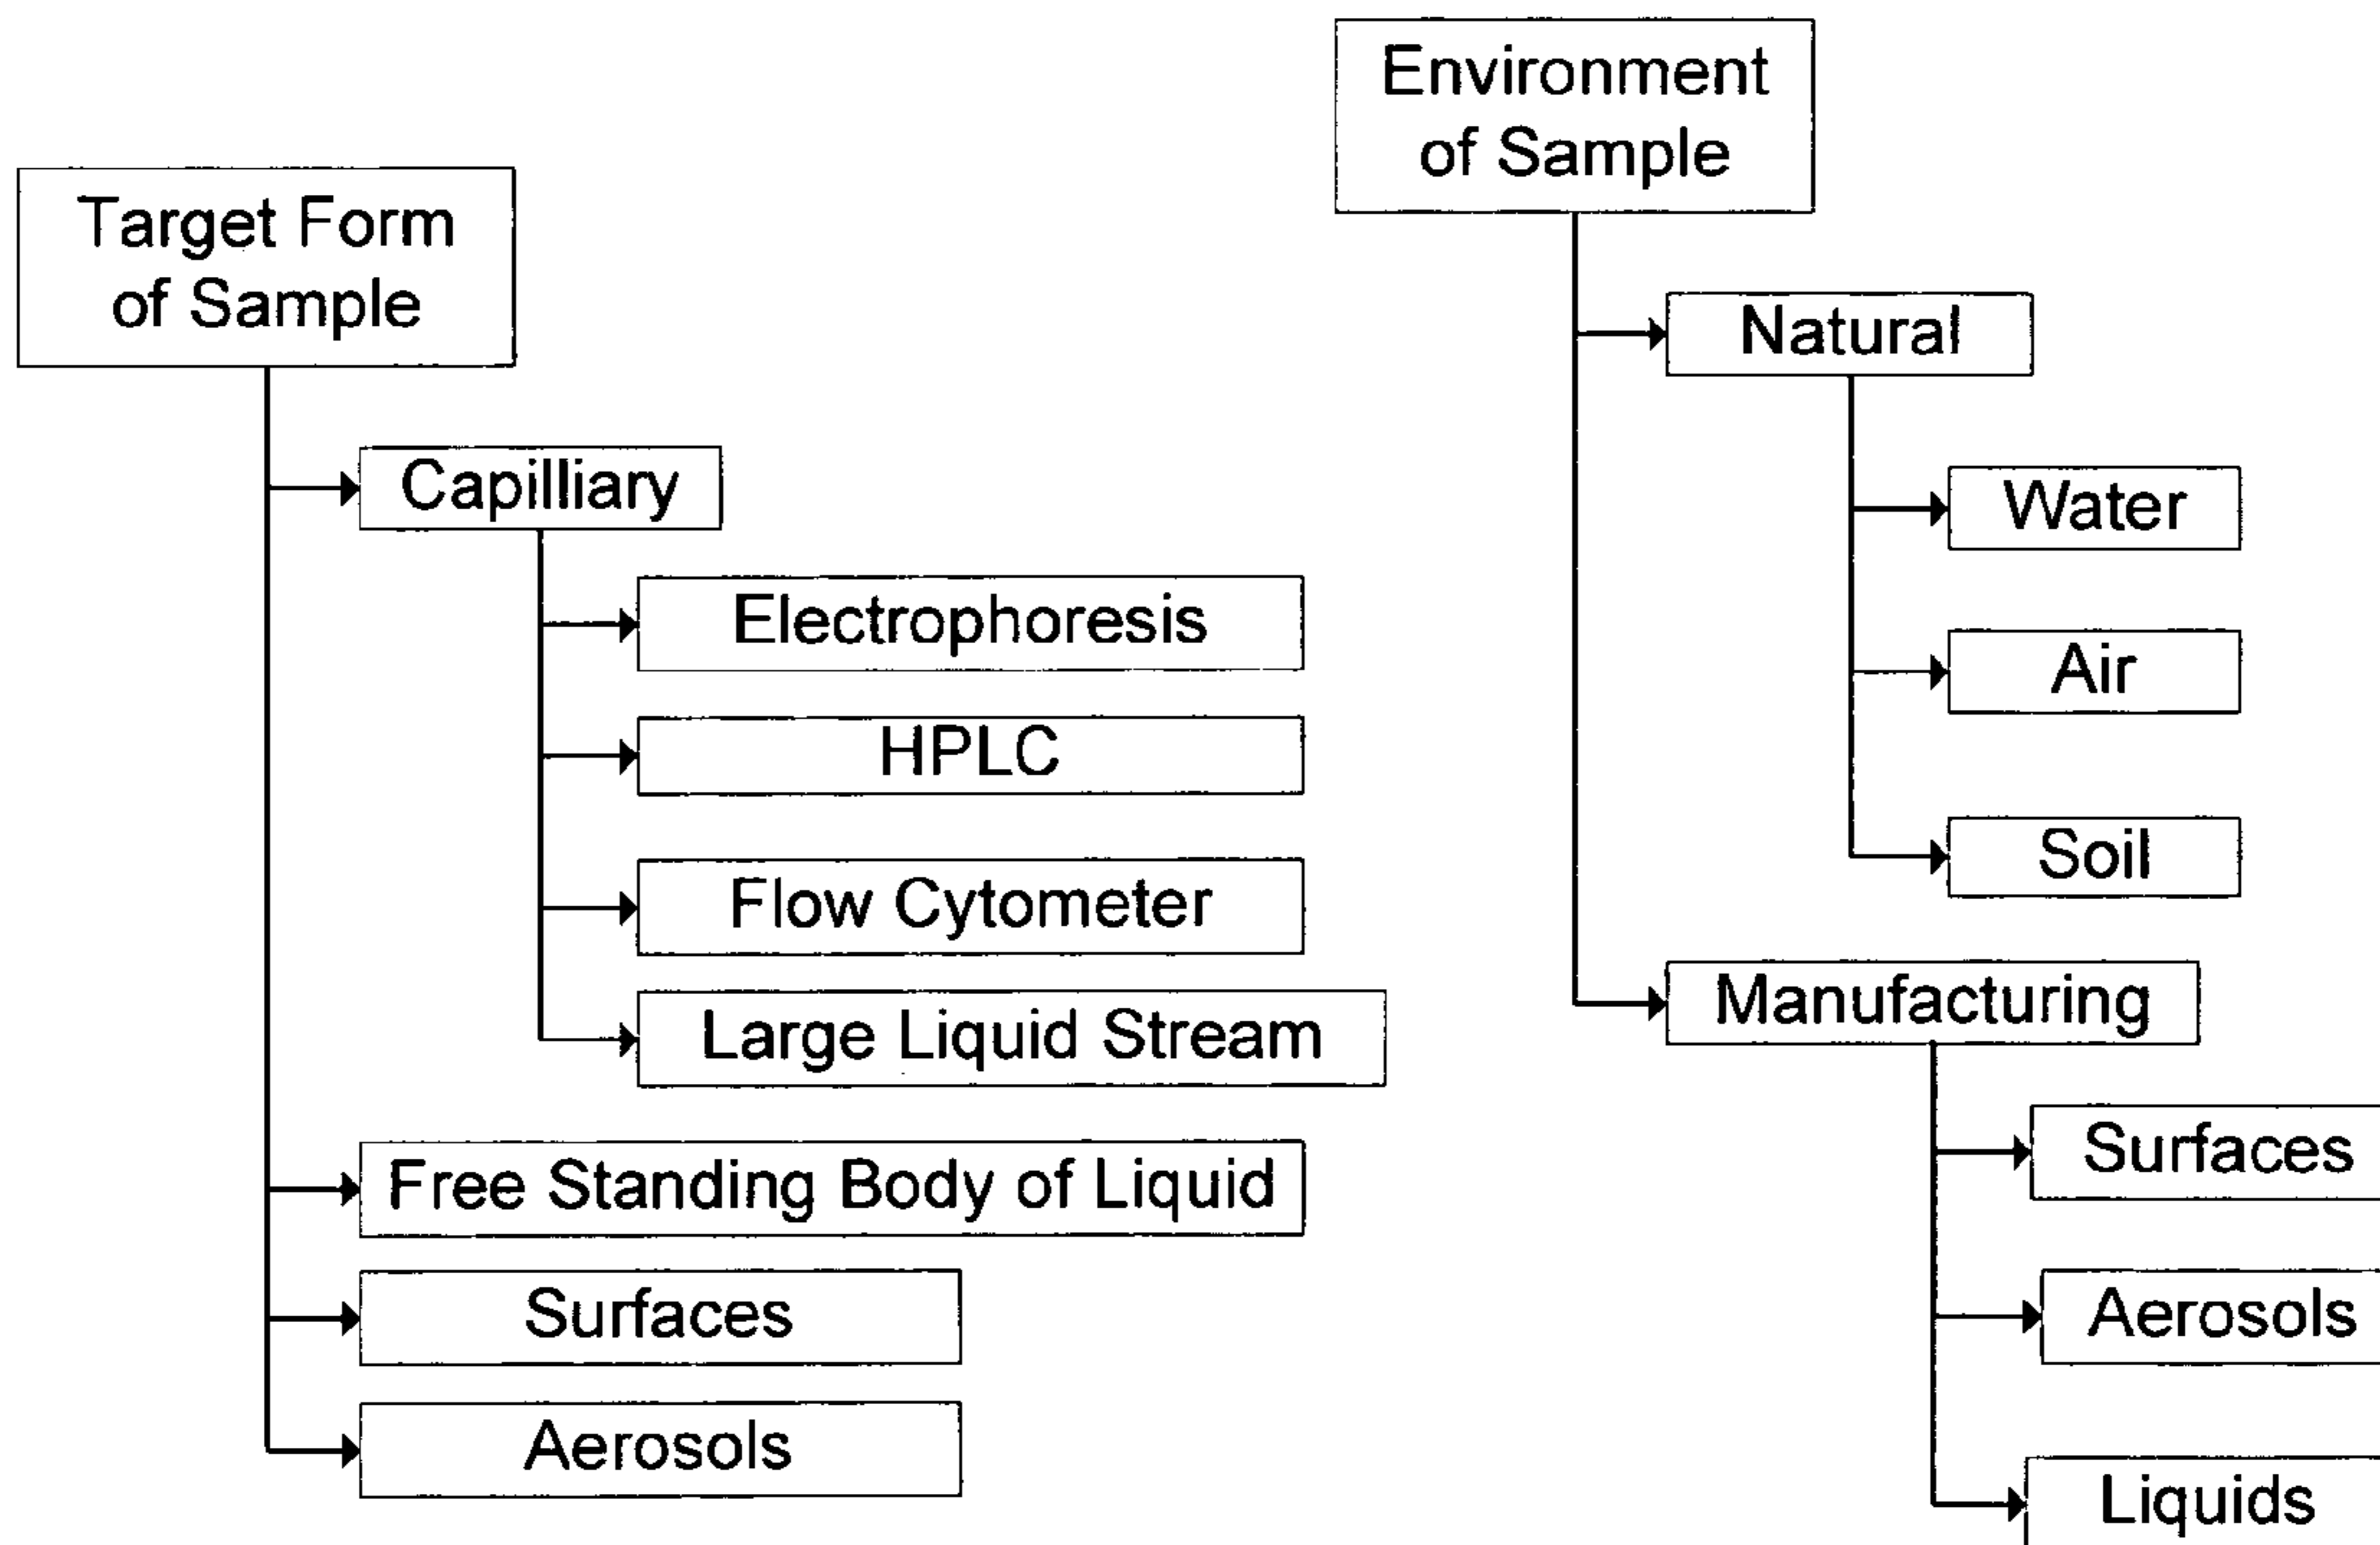 Target Form
of Sample
Capilliary
Electrophoresis
HPLC
Flow Cytometer
Large Liquid Stream
Free Standing Body of Liquid
Surfaces
Aerosols
Environment
of Sample
Natural
Water
Air
Soil
Manufacturing
Surfaces
Aerosols
Liquids